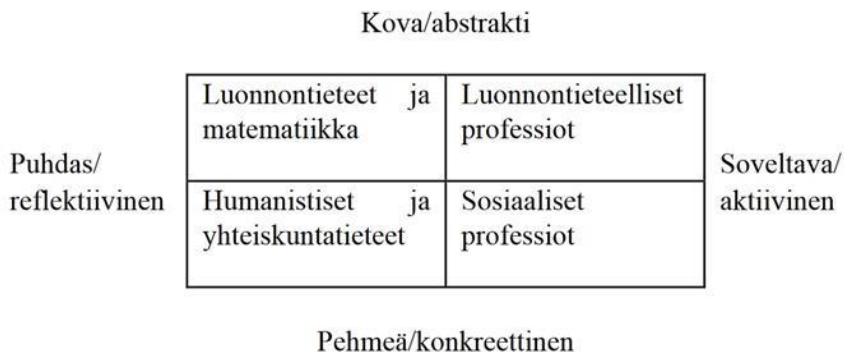 Kova/abstrakti
Luonnontieteet ja
matematiikka
Luonnontieteelliset
professiot
Puhdas/
reflektiivinen
Soveltava/
aktiivinen
Humanistiset ja
yhteiskuntatieteet
Sosiaaliset
professiot
Pehmeä/konkreettinen